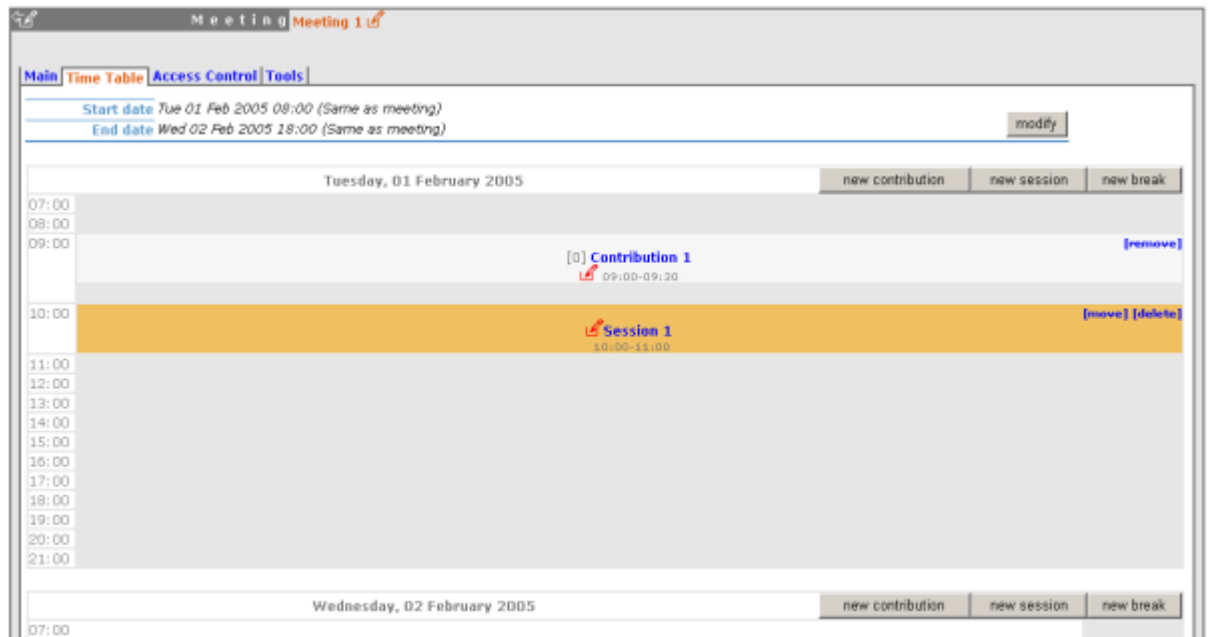 Meeting Meeting 1
Main Time Table Access Control Tools
Start date Tue 01 Feb 2005 08:00 (Same as meeting)
End date Wed 02 Feb 2005 18:00 (Same as meeting)
modify
Tuesday, 01 February 2005 new contribution new session new break
07:00
08:00
09:00 [remove]
[0] Contribution 1
09:00-09:30
10:00 [move] [delete]
Session 1
10:00-11:00
11:00
12:00
13:00
14:00
15:00
16:00
17:00
18:00
19:00
20:00
21:00
Wednesday, 02 February 2005 new contribution new session new break
07:00